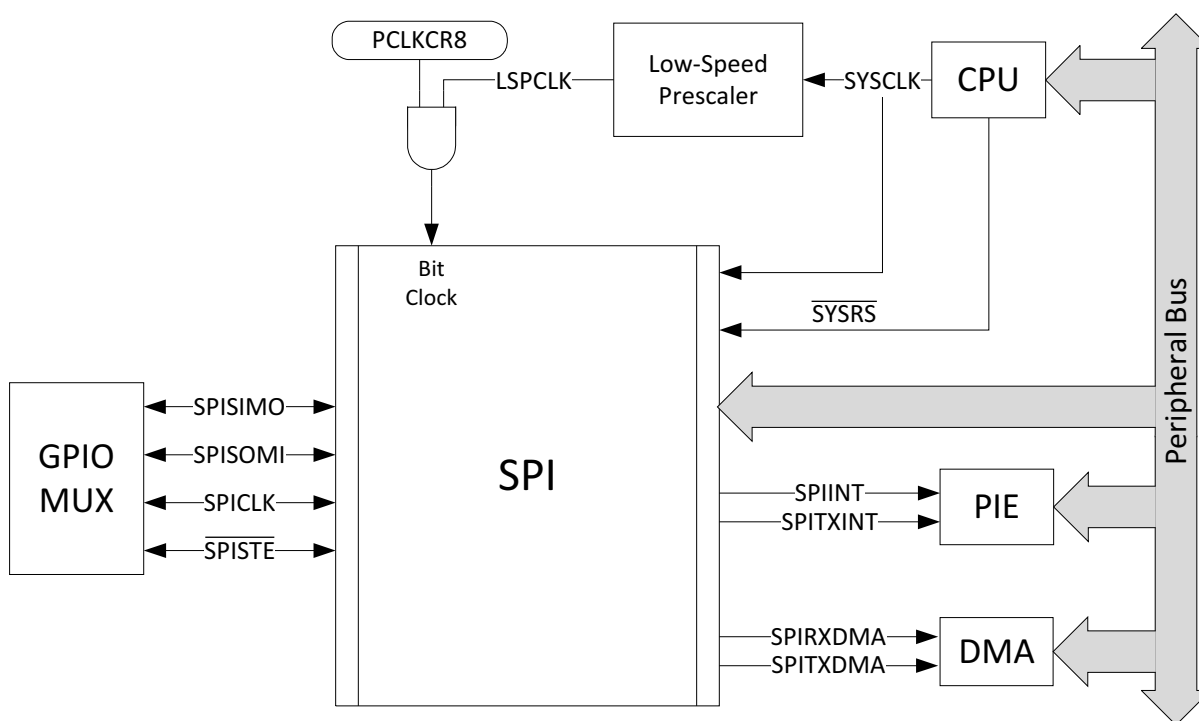 PCLKCR8
LSPCLK
Low-Speed
Prescaler
SYSCLK
CPU
Bit
Clock
SYSRS
Peripheral Bus
GPIO
MUX
SPISIMO
SPISOMI
SPICLK
SPISTE
SPI
SPIINT
SPITXINT
PIE
SPIRXDMA
SPITXDMA
DMA